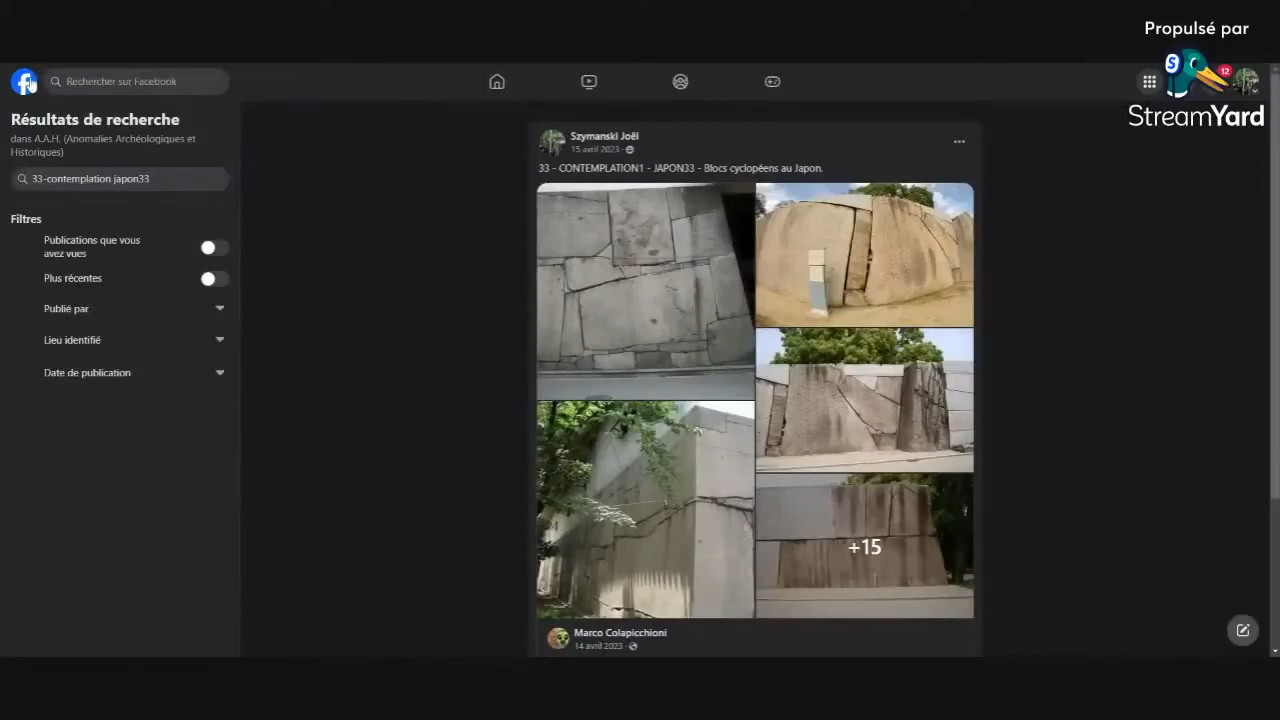 Propulsé par
StreamYard
Rechercher sur Facebook
12
Résultats de recherche
dans A.A.H. (Anomalies Archéologiques et
Historiques)
33-contemplation japon33
Filtres
Publications que vous
avez vues
Plus récentes
Publié par
Lieu identifié
Date de publication
Szymanski Joël
15 avril 2023
33 - CONTEMPLATION1 - JAPON33 - Blocs cyclopéens au Japon.
+15
Marco Colapicchioni
14 avril 2023